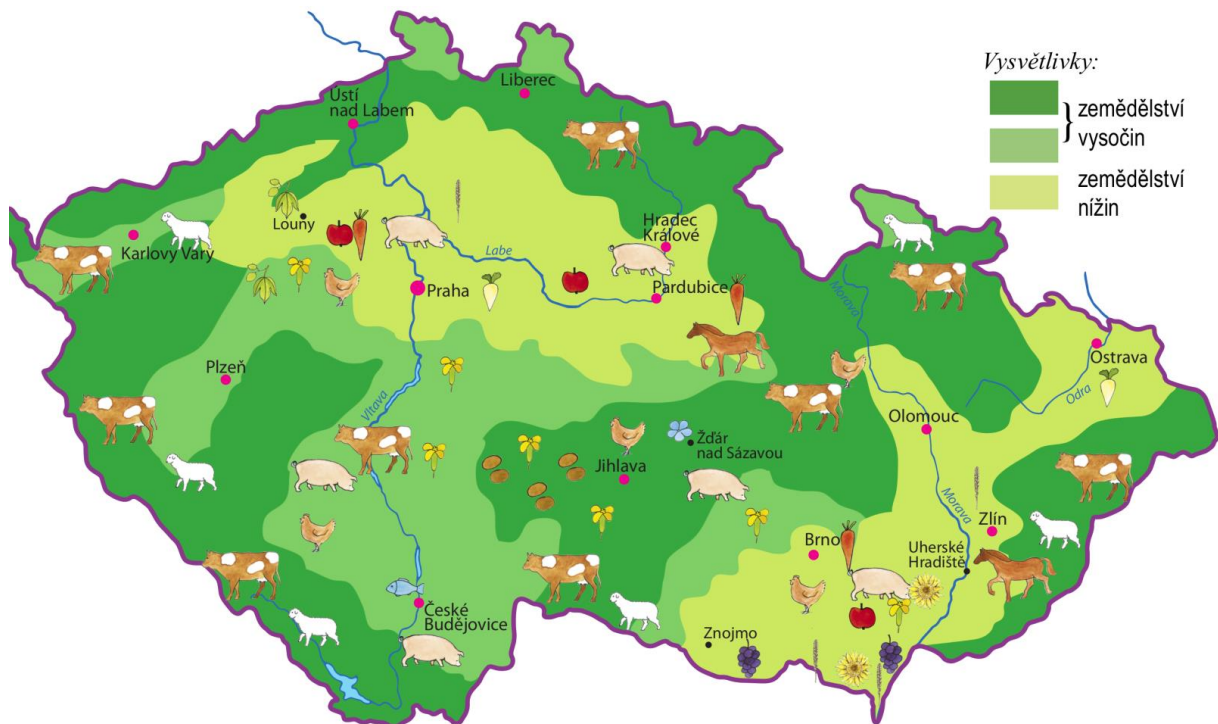 Vysvětlivky:
zemědělství
vysočin
zemědělství
nížin
Liberec
Ústí
nad Labem
Louny
Karlovy Vary
Hradec
Králové
Labe
Praha
Pardubice
Morava
Plzeň
Ostrava
Odra
Vltava
Olomouc
Žďár
nad Sázavou
Jihlava
Morava
Zlín
Brno
Uherské
Hradiště
České
Budějovice
Znojmo